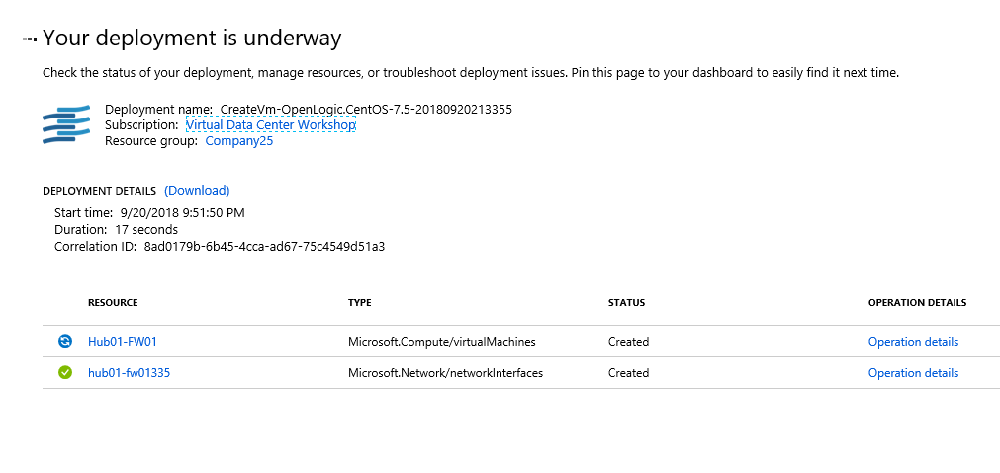 Your deployment is underway
Check the status of your deployment, manage resources, or troubleshoot deployment issues. Pin this page to your dashboard to easily find it next time.
Deployment name: CreateVm-OpenLogic.CentOS-7.5-20180920213355
Subscription: Virtual Data Center Workshop
Resource group: Company25
DEPLOYMENT DETAILS (Download)
Start time: 9/20/2018 9:51:50 PM
Duration: 17 seconds
Correlation ID: 8ad0179b-6b45-4cca-ad67-75c4549d51a3
RESOURCE TYPE STATUS OPERATION DETAILS
Hub01-FW01 Microsoft.Compute/virtualMachines Created Operation details
hub01-fw01335 Microsoft.Network/networkInterfaces Created Operation details